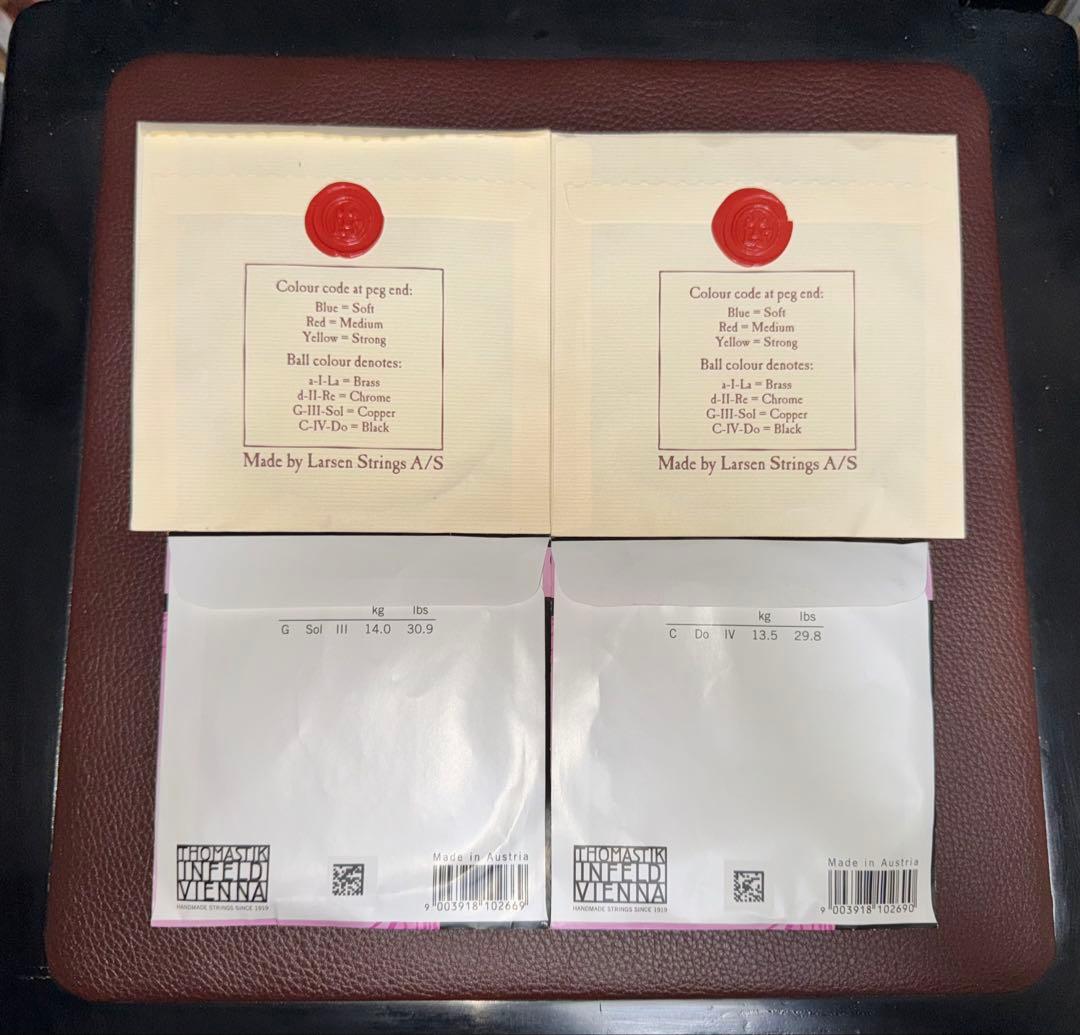 Colour code at peg end:
Blue = Soft
Red = Medium
Yellow = Strong
Ball colour denotes:
a-I-La = Brass
d-II-Re = Chrome
G-III-Sol = Copper
C-IV-Do = Black
Made by Larsen Strings A/S
Colour code at peg end:
Blue = Soft
Red = Medium
Yellow = Strong
Ball colour denotes:
a-I-La = Brass
d-II-Re = Chrome
G-III-Sol = Copper
C-IV-Do = Black
Made by Larsen Strings A/S
kg lbs
G Sol III 14.0 30.9
THOMASTIK
INFELD
VIENNA
HANDMADE STRINGS SINCE 1919
Made in Austria
9 003918 102669
kg lbs
C Do IV 13.5 29.8
THOMASTIK
INFELD
VIENNA
HANDMADE STRINGS SINCE 1919
Made in Austria
9 003918 102690